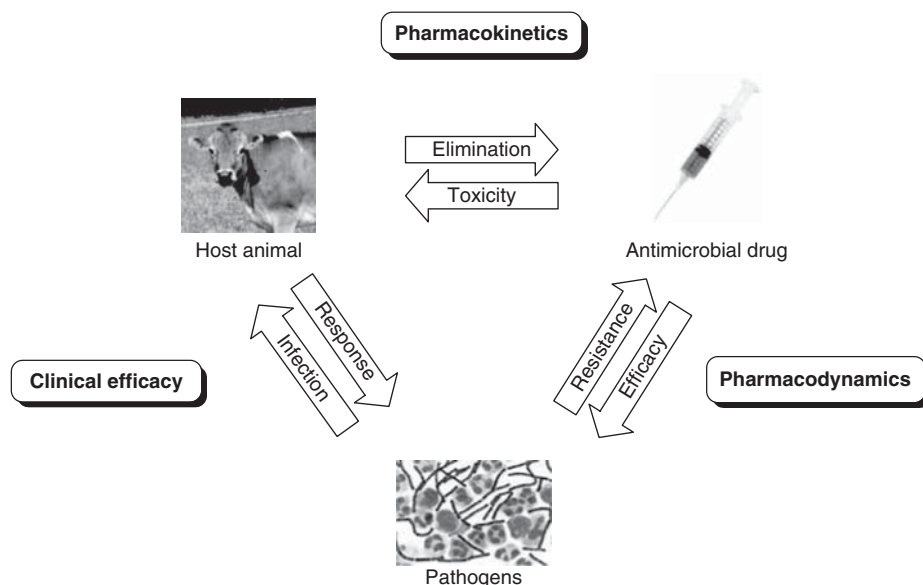 Pharmacokinetics
Elimination
Toxicity
Host animal
Antimicrobial drug
Response
Infection
Resistance
Efficacy
Clinical efficacy
Pharmacodynamics
Pathogens